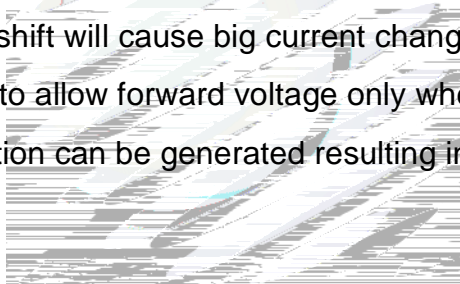 shift will cause big current chang
to allow forward voltage only whe
tion can be generated resulting in